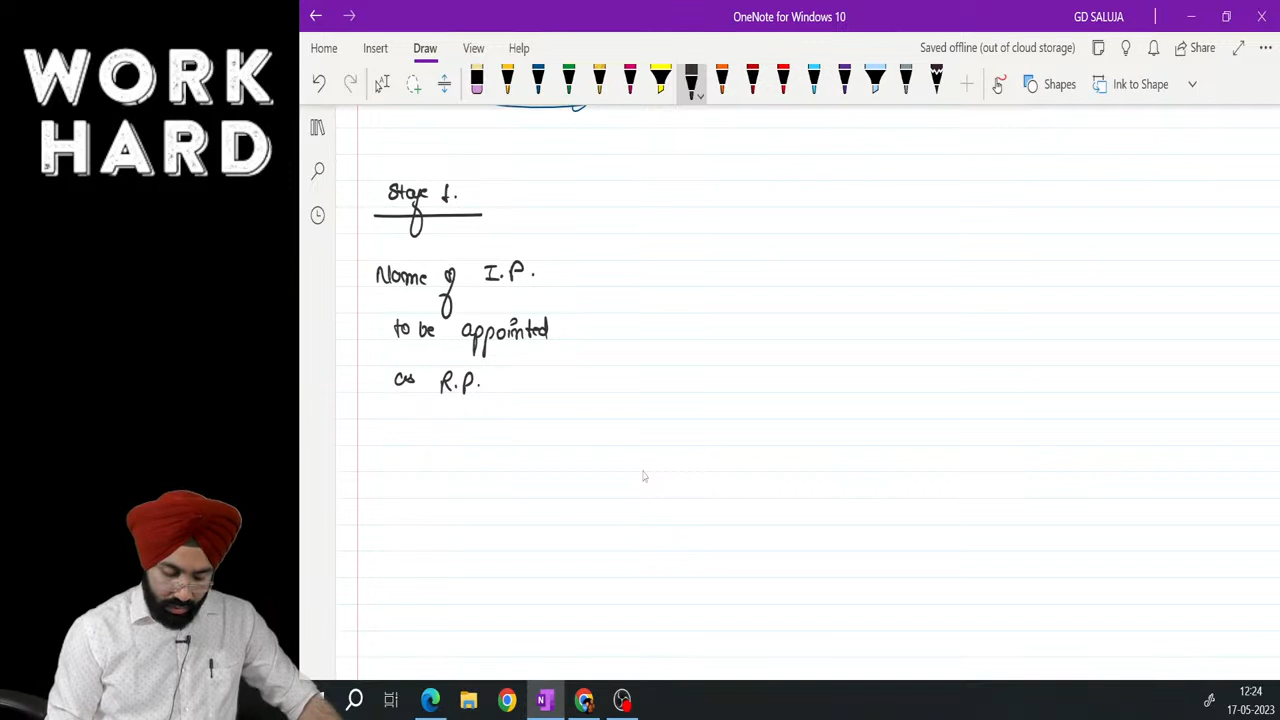 WORK
HARD
OneNote for Windows 10
GD SALUJA
Home Insert Draw View Help
Saved offline (out of cloud storage)
Share
Shapes
Ink to Shape
Stage 1.
Name of I.P.
to be appointed
as R.P.
12:24
17-05-2023